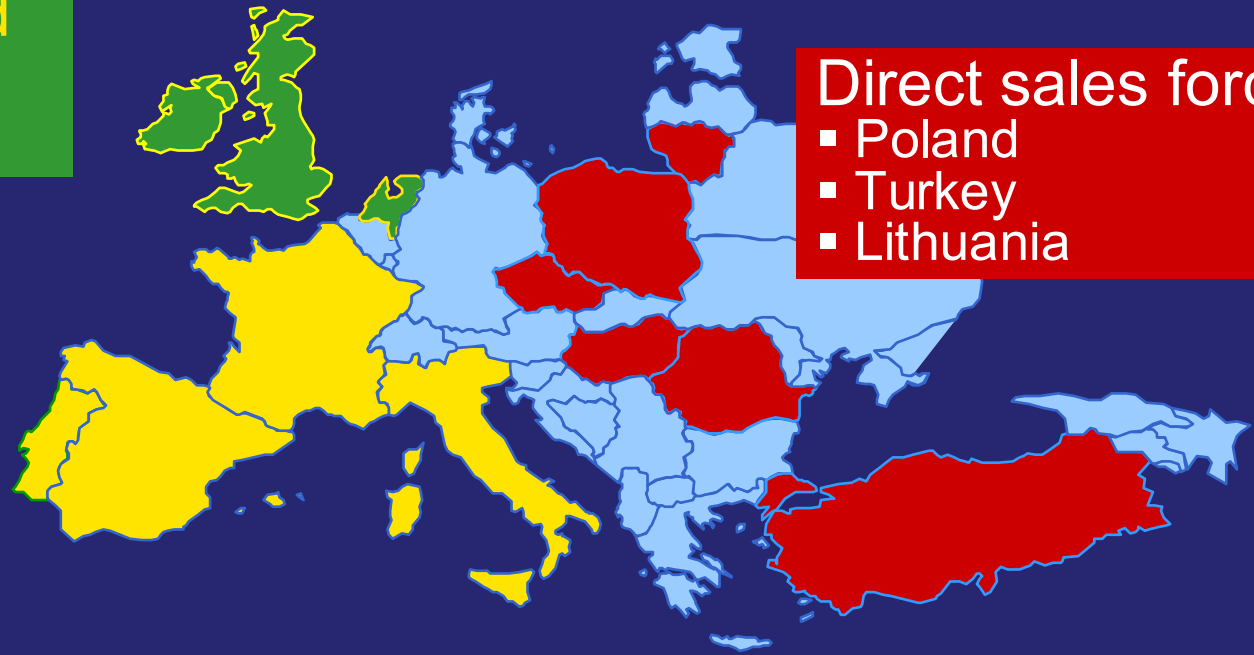 Direct sales forc
▪ Poland
▪ Turkey
▪ Lithuania